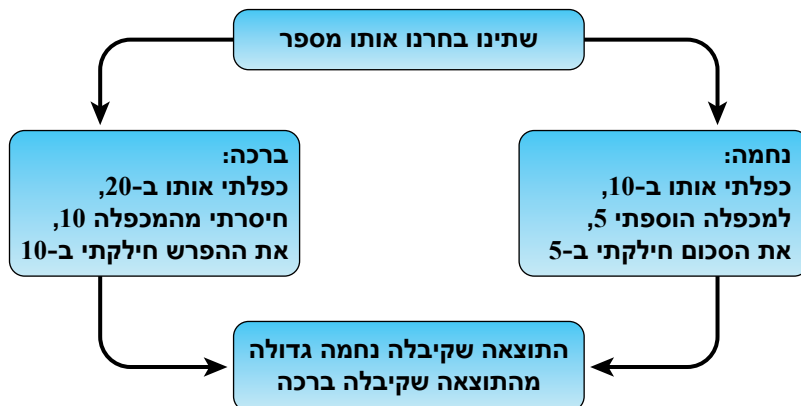 שתינו בחרנו אותו מספר
נחמה:
כפלתי אותו ב-10,
למכפלה הוספתי 5,
את הסכום חילקתי ב-5
ברכה:
כפלתי אותו ב-20,
חיסרתי מהמכפלה 10,
את ההפרש חילקתי ב-10
התוצאה שקיבלה נחמה גדולה
מהתוצאה שקיבלה ברכה